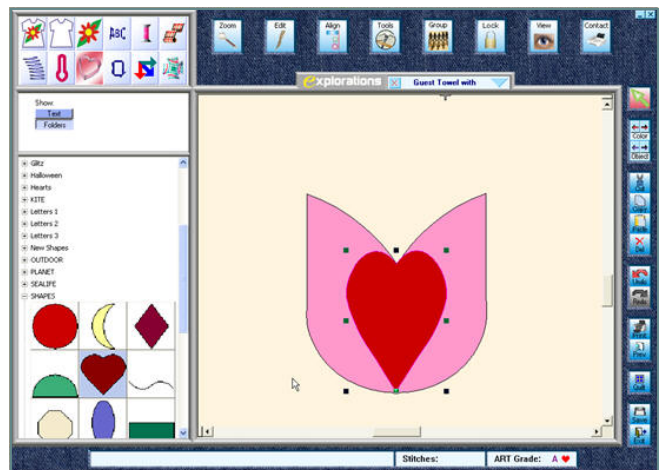 Zoom
Edit
Align
Tools
Group
Lock
View
Contact
ABC
explorations
Guest Towel with
Show:
Text
Folders
Glitz
Halloween
Hearts
KITE
Letters 1
Letters 2
Letters 3
New Shapes
OUTDOOR
PLANET
SEALIFE
SHAPES
Color
Object
Cut
Copy
Paste
Del
Undo
Redo
Print
Prev
Quilt
Save
Exit
Stitches:
ART Grade: A